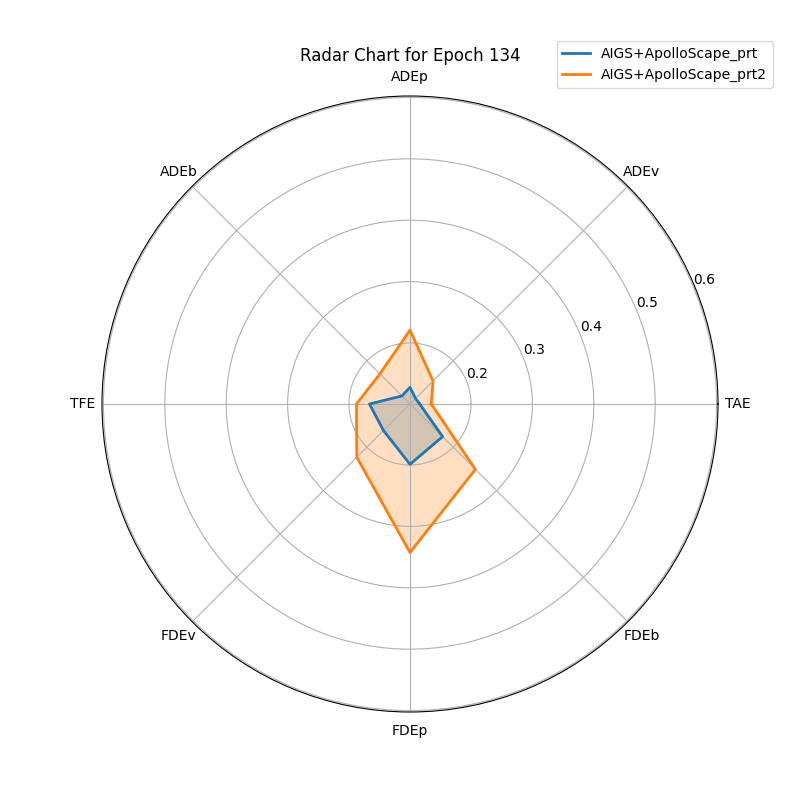 Radar Chart for Epoch 134
AIGS+ApolloScape_prt
AIGS+ApolloScape_prt2
ADEp
ADEb
ADEv
0.6
0.5
0.4
0.3
0.2
TFE
TAE
FDEv
FDEb
FDEp